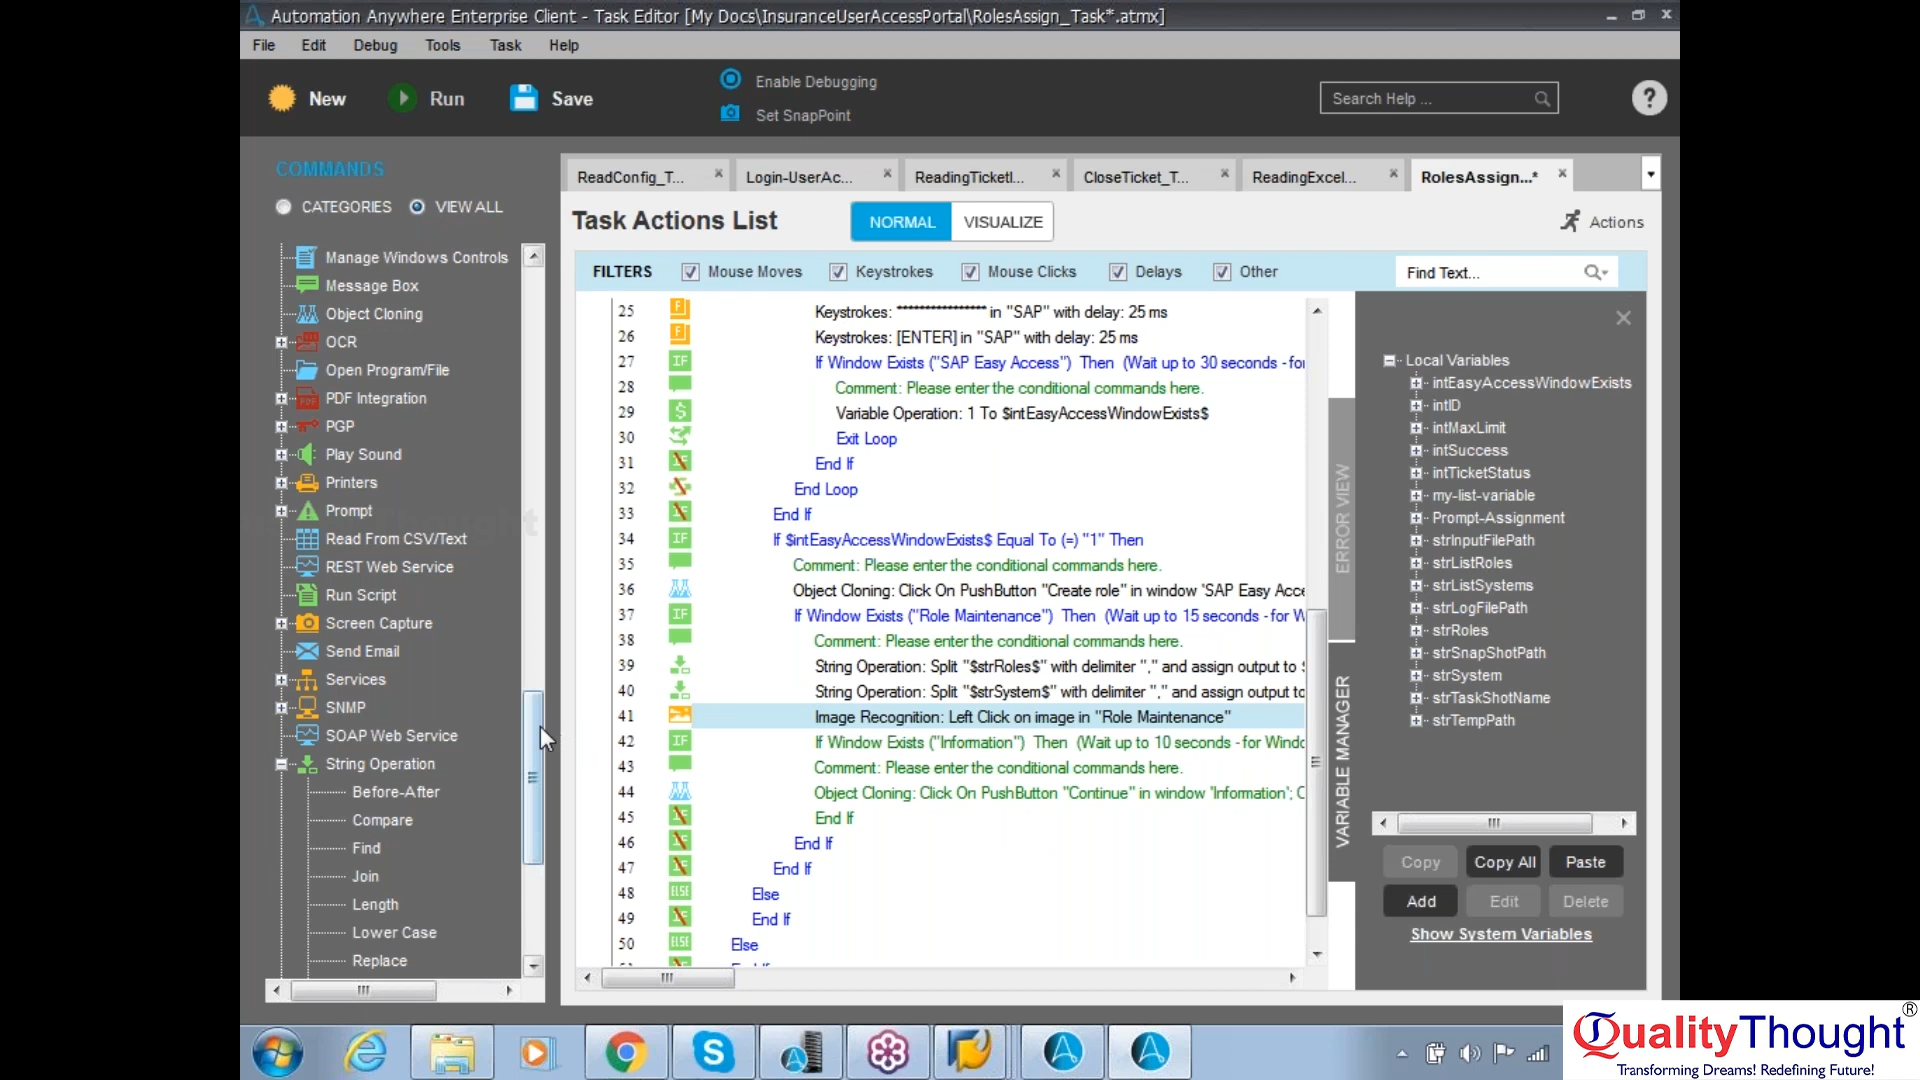 Automation Anywhere Enterprise Client - Task Editor [My Docs\InsuranceUserAccessPortal\RolesAssign_Task*.atmx]
File Edit Debug Tools Task Help
New Run Save
Enable Debugging
Set SnapPoint
Search Help ...
?
COMMANDS
CATEGORIES VIEW ALL
Manage Windows Controls
Message Box
Object Cloning
OCR
Open Program/File
PDF Integration
PGP
Play Sound
Printers
Prompt
Read From CSV/Text
REST Web Service
Run Script
Screen Capture
Send Email
Services
SNMP
SOAP Web Service
String Operation
Before-After
Compare
Find
Join
Length
Lower Case
Replace
ReadConfig_T... Login-UserAc... ReadingTicketI... CloseTicket_T... ReadingExcel... RolesAssign...*
Task Actions List NORMAL VISUALIZE Actions
FILTERS Mouse Moves Keystrokes Mouse Clicks Delays Other Find Text...
25 Keystrokes: **************** in "SAP" with delay: 25 ms
26 Keystrokes: [ENTER] in "SAP" with delay: 25 ms
27 IF If Window Exists ("SAP Easy Access") Then (Wait up to 30 seconds - for
28 Comment: Please enter the conditional commands here.
29 $ Variable Operation: 1 To $intEasyAccessWindowExists$
30 Exit Loop
31 End If
32 End Loop
33 End If
34 IF If $intEasyAccessWindowExists$ Equal To (=) "1" Then
35 Comment: Please enter the conditional commands here.
36 Object Cloning: Click On PushButton "Create role" in window 'SAP Easy Acce
37 IF If Window Exists ("Role Maintenance") Then (Wait up to 15 seconds - for W
38 Comment: Please enter the conditional commands here.
39 String Operation: Split "$strRoles$" with delimiter "," and assign output to $
40 String Operation: Split "$strSystem$" with delimiter "," and assign output to
41 Image Recognition: Left Click on image in "Role Maintenance"
42 IF If Window Exists ("Information") Then (Wait up to 10 seconds - for Windo
43 Comment: Please enter the conditional commands here.
44 Object Cloning: Click On PushButton "Continue" in window 'Information'; C
45 End If
46 End If
47 End If
48 ELSE Else
49 End If
50 ELSE Else
ERROR VIEW
VARIABLE MANAGER
Local Variables
intEasyAccessWindowExists
intID
intMaxLimit
intSuccess
intTicketStatus
my-list-variable
Prompt-Assignment
strInputFilePath
strListRoles
strListSystems
strLogFilePath
strRoles
strSnapShotPath
strSystem
strTaskShotName
strTempPath
Copy Copy All Paste
Add Edit Delete
Show System Variables
QualityThought®
Transforming Dreams! Redefining Future!